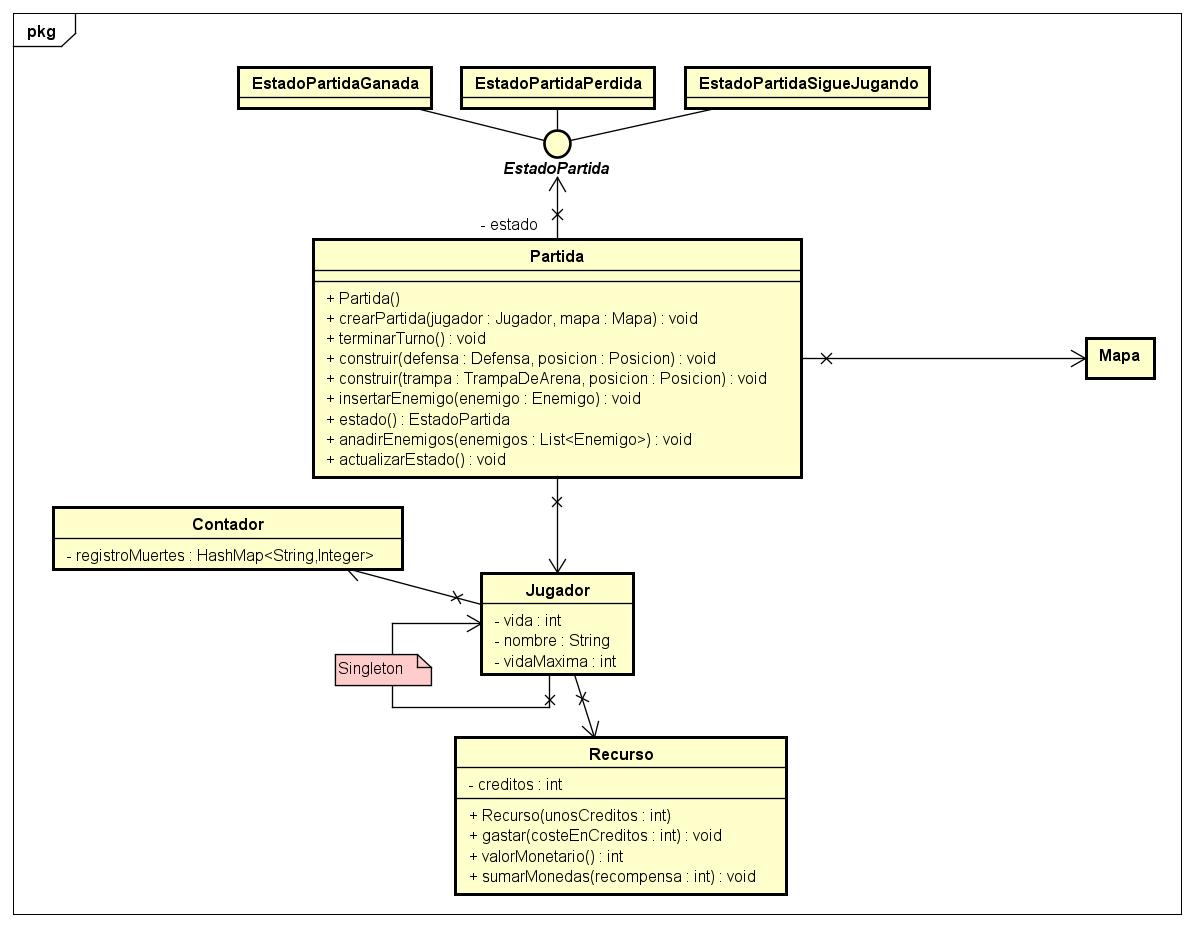 pkg
EstadoPartidaGanada
EstadoPartidaPerdida
EstadoPartidaSigueJugando
EstadoPartida
- estado
Partida
+ Partida()
+ crearPartida(jugador : Jugador, mapa : Mapa) : void
+ terminarTurno() : void
+ construir(defensa : Defensa, posicion : Posicion) : void
+ construir(trampa : TrampaDeArena, posicion : Posicion) : void
+ insertarEnemigo(enemigo : Enemigo) : void
+ estado() : EstadoPartida
+ anadirEnemigos(enemigos : List<Enemigo>) : void
+ actualizarEstado() : void
Mapa
Contador
- registroMuertes : HashMap<String,Integer>
Jugador
- vida : int
- nombre : String
- vidaMaxima : int
Singleton
Recurso
- creditos : int
+ Recurso(unosCreditos : int)
+ gastar(costeEnCreditos : int) : void
+ valorMonetario() : int
+ sumarMonedas(recompensa : int) : void